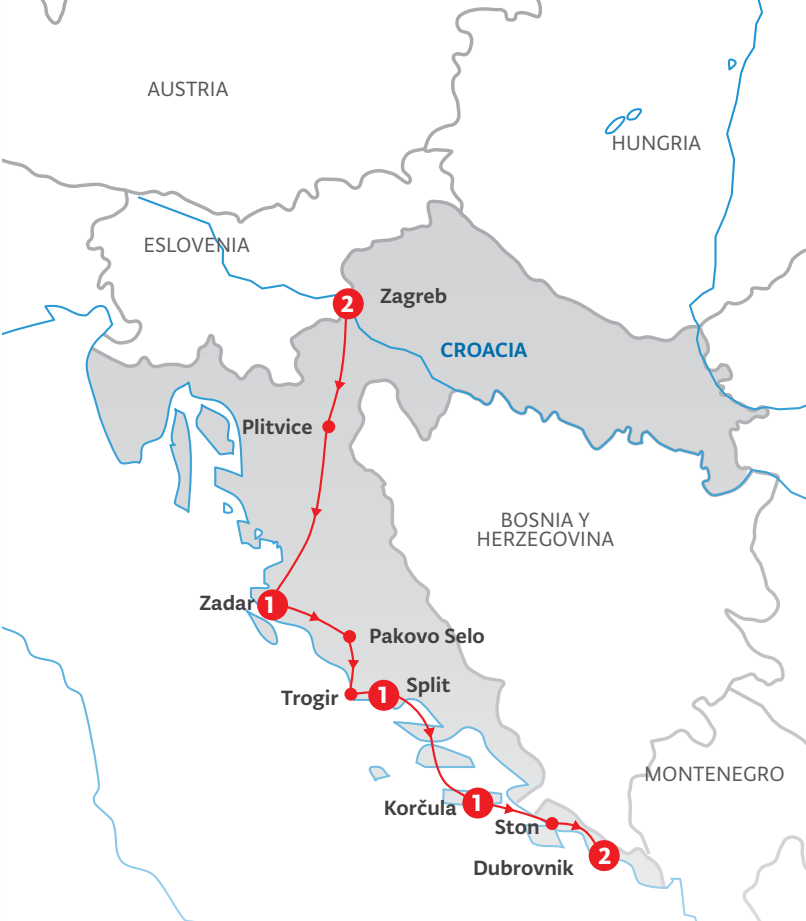 AUSTRIA
HUNGRIA
ESLOVENIA
2
Zagreb
CROACIA
Plitvice
BOSNIA Y
HERZEGOVINA
Zadar
1
Pakovo Selo
Trogir
1
Split
MONTENEGRO
Korčula
1
Ston
2
Dubrovnik